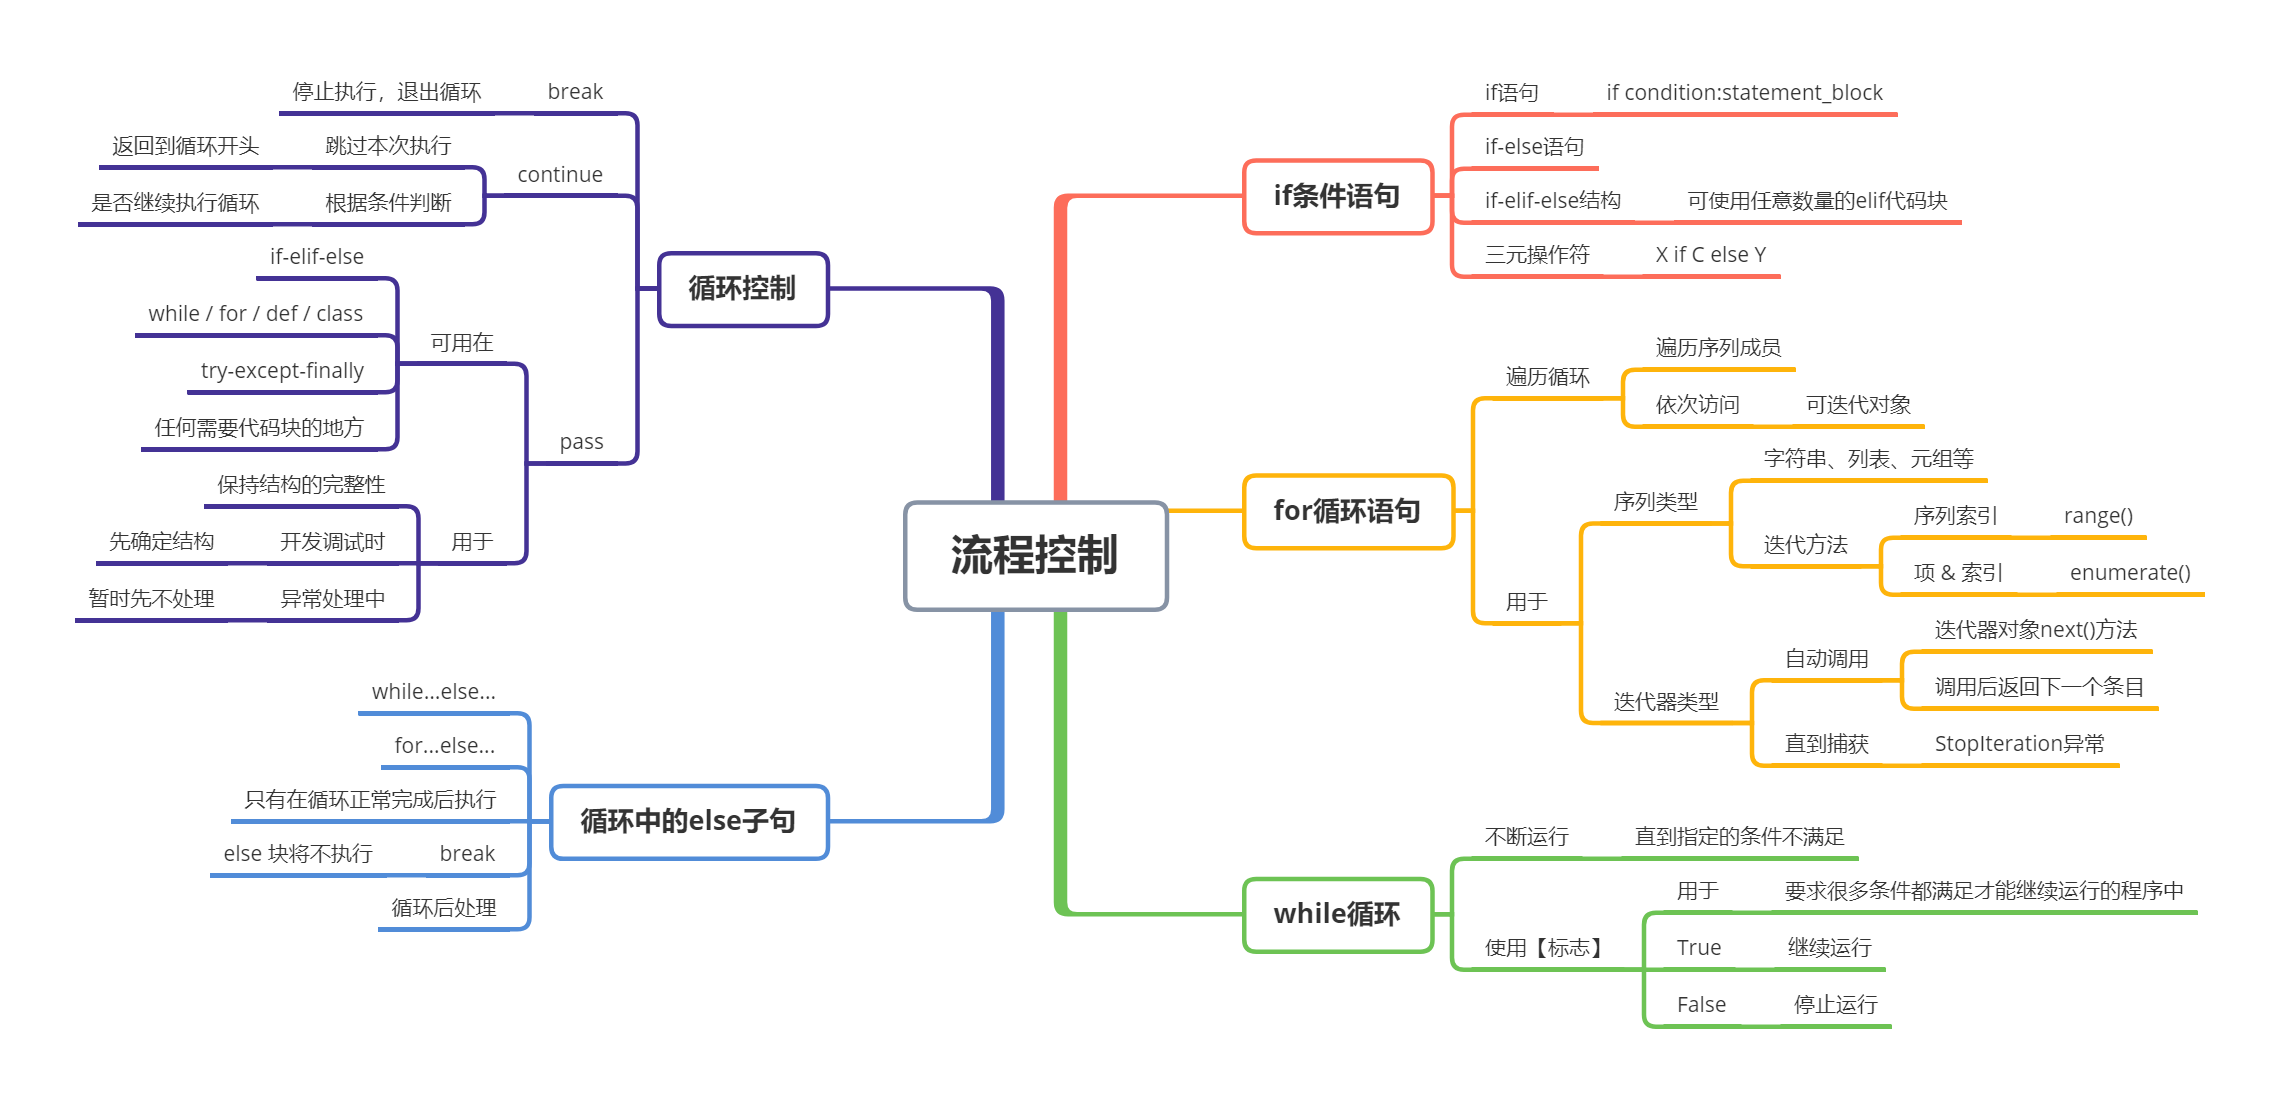 流程控制
if条件语句
if语句
if condition:statement_block
if-else语句
if-elif-else结构
可使用任意数量的elif代码块
三元操作符
X if C else Y
for循环语句
遍历循环
遍历序列成员
依次访问
可迭代对象
用于
序列类型
字符串、列表、元组等
迭代方法
序列索引
range()
项 & 索引
enumerate()
迭代器类型
自动调用
迭代器对象next()方法
调用后返回下一个条目
直到捕获
StopIteration异常
while循环
不断运行
直到指定的条件不满足
使用【标志】
用于
要求很多条件都满足才能继续运行的程序中
True
继续运行
False
停止运行
循环控制
break
停止执行，退出循环
continue
跳过本次执行
返回到循环开头
根据条件判断
是否继续执行循环
pass
可用在
if-elif-else
while / for / def / class
try-except-finally
任何需要代码块的地方
用于
保持结构的完整性
开发调试时
先确定结构
异常处理中
暂时先不处理
循环中的else子句
while...else...
for...else...
只有在循环正常完成后执行
break
else 块将不执行
循环后处理